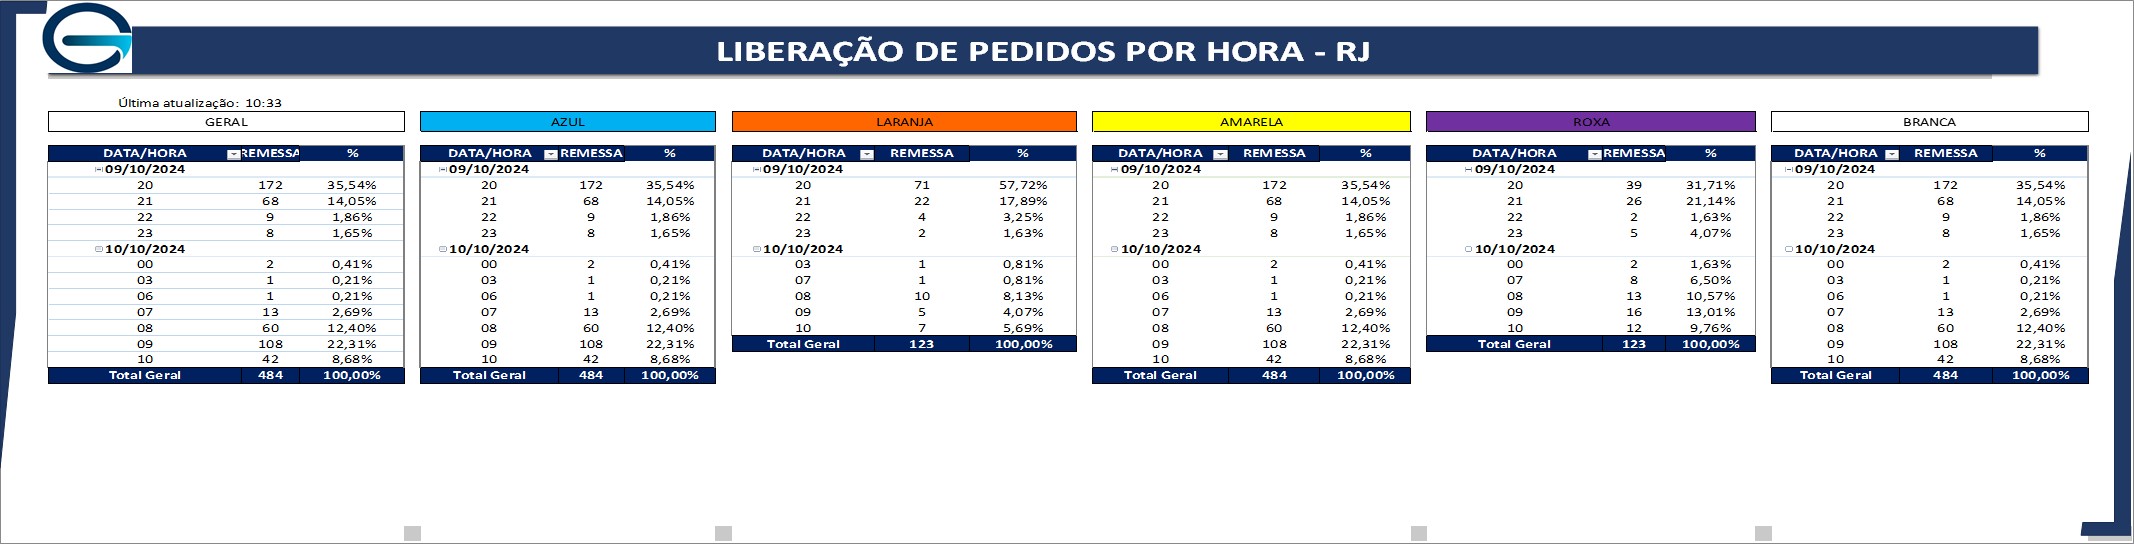 LIBERAÇÃO DE PEDIDOS POR HORA - RJ
Última atualização: 10:33
GERAL
DATA/HORA REMESSA %
09/10/2024
20 172 35,54%
21 68 14,05%
22 9 1,86%
23 8 1,65%
10/10/2024
00 2 0,41%
03 1 0,21%
06 1 0,21%
07 13 2,69%
08 60 12,40%
09 108 22,31%
10 42 8,68%
Total Geral 484 100,00%
AZUL
DATA/HORA REMESSA %
09/10/2024
20 172 35,54%
21 68 14,05%
22 9 1,86%
23 8 1,65%
10/10/2024
00 2 0,41%
03 1 0,21%
06 1 0,21%
07 13 2,69%
08 60 12,40%
09 108 22,31%
10 42 8,68%
Total Geral 484 100,00%
LARANJA
DATA/HORA REMESSA %
09/10/2024
20 71 57,72%
21 22 17,89%
22 4 3,25%
23 2 1,63%
10/10/2024
03 1 0,81%
07 1 0,81%
08 10 8,13%
09 5 4,07%
10 7 5,69%
Total Geral 123 100,00%
AMARELA
DATA/HORA REMESSA %
09/10/2024
20 172 35,54%
21 68 14,05%
22 9 1,86%
23 8 1,65%
10/10/2024
00 2 0,41%
03 1 0,21%
06 1 0,21%
07 13 2,69%
08 60 12,40%
09 108 22,31%
10 42 8,68%
Total Geral 484 100,00%
ROXA
DATA/HORA REMESSA %
09/10/2024
20 39 31,71%
21 26 21,14%
22 2 1,63%
23 5 4,07%
10/10/2024
00 2 1,63%
07 8 6,50%
08 13 10,57%
09 16 13,01%
10 12 9,76%
Total Geral 123 100,00%
BRANCA
DATA/HORA REMESSA %
09/10/2024
20 172 35,54%
21 68 14,05%
22 9 1,86%
23 8 1,65%
10/10/2024
00 2 0,41%
03 1 0,21%
06 1 0,21%
07 13 2,69%
08 60 12,40%
09 108 22,31%
10 42 8,68%
Total Geral 484 100,00%